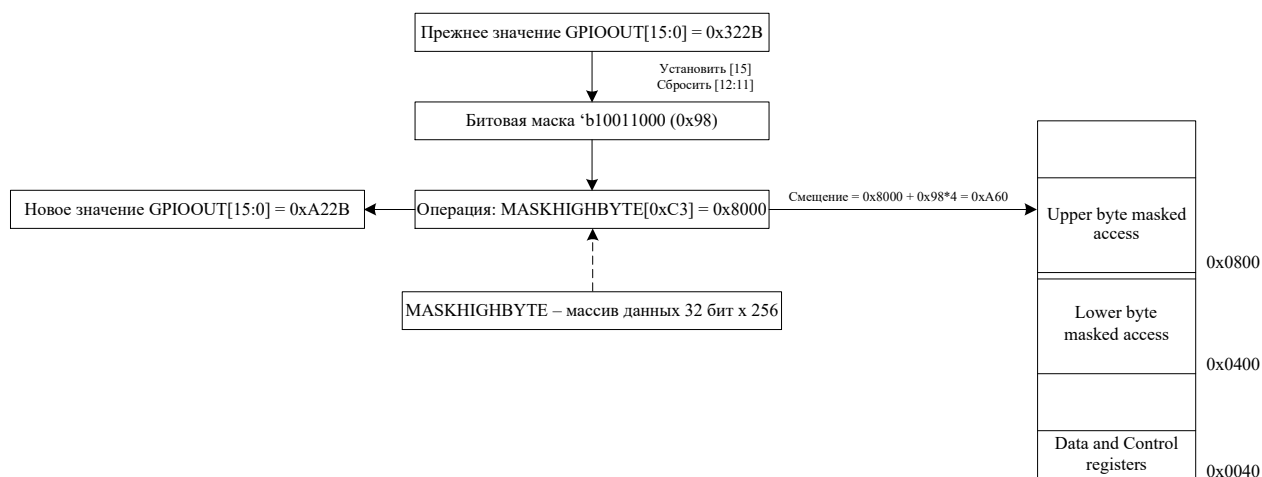 Прежнее значение GPIOOUT[15:0] = 0x322B
Установить [15]
Сбросить [12:11]
Битовая маска ‘b10011000 (0x98)
Новое значение GPIOOUT[15:0] = 0xA22B
Операция: MASKHIGHBYTE[0xC3] = 0x8000
Смещение = 0x8000 + 0x98*4 = 0xA60
MASKHIGHBYTE – массив данных 32 бит x 256
Upper byte masked
access
0x0800
Lower byte
masked access
0x0400
Data and Control
registers
0x0040